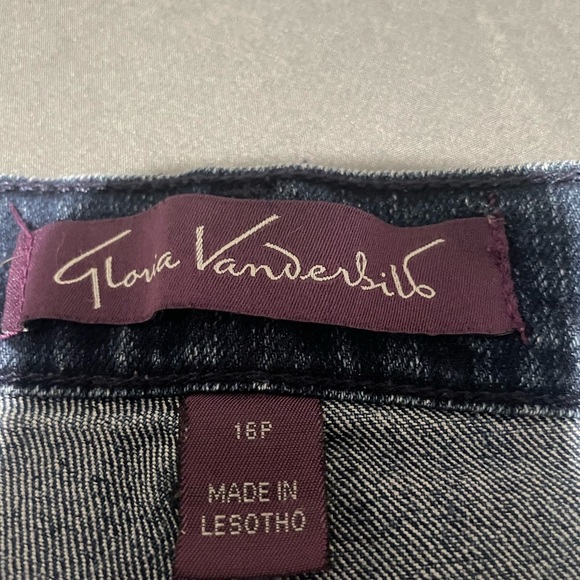 Gloria Vanderbilt
16P
MADE IN
LESOTHO